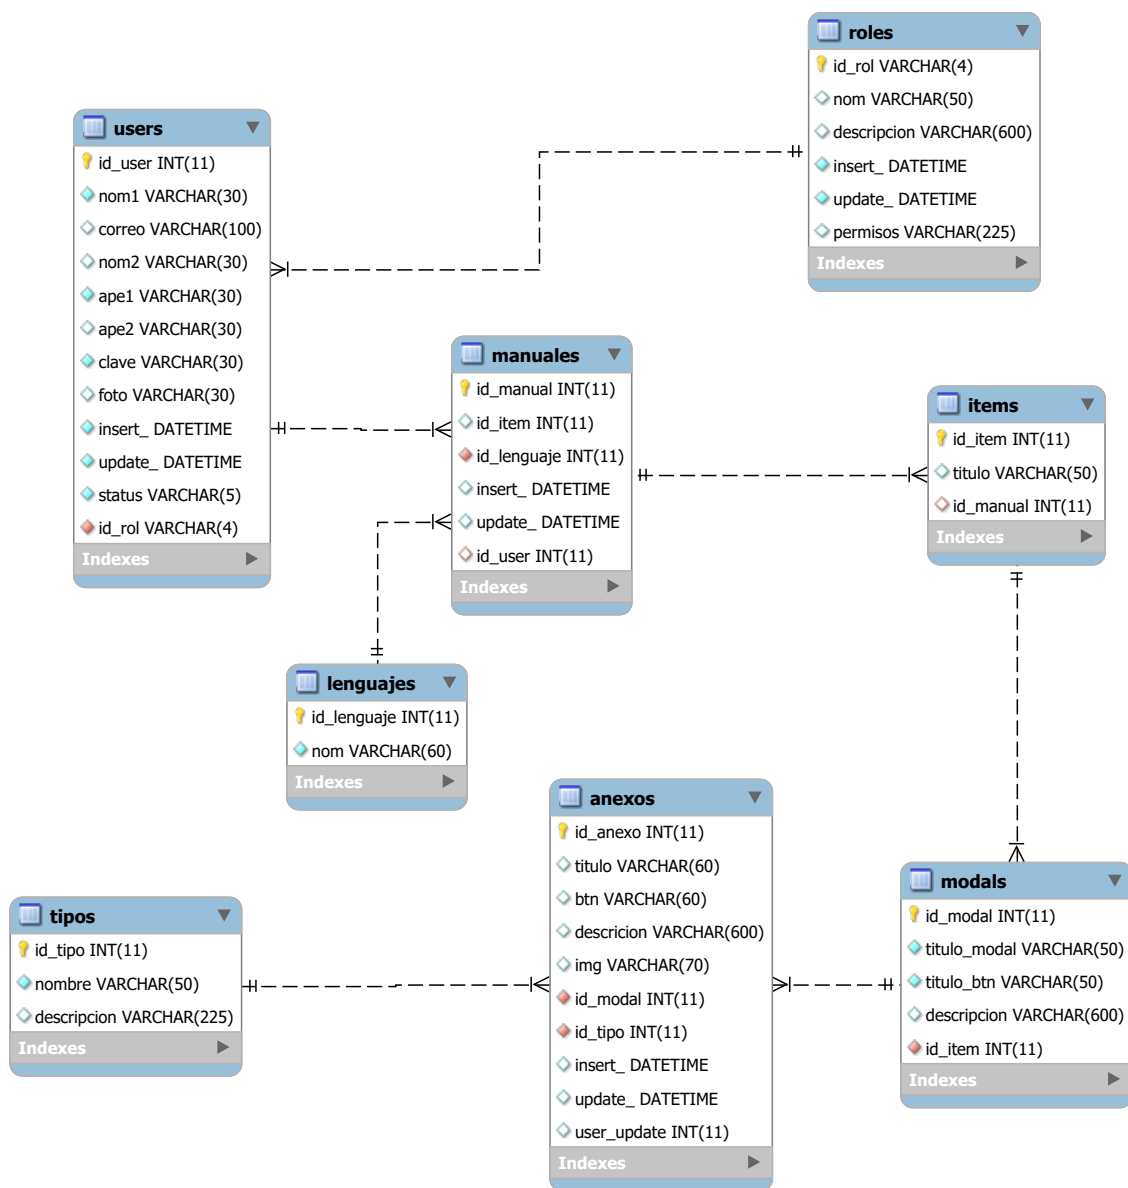 roles
id_rol VARCHAR(4)
nom VARCHAR(50)
descripcion VARCHAR(600)
insert_ DATETIME
update_ DATETIME
permisos VARCHAR(225)
Indexes
users
id_user INT(11)
nom1 VARCHAR(30)
correo VARCHAR(100)
nom2 VARCHAR(30)
ape1 VARCHAR(30)
ape2 VARCHAR(30)
clave VARCHAR(30)
foto VARCHAR(30)
insert_ DATETIME
update_ DATETIME
status VARCHAR(5)
id_rol VARCHAR(4)
Indexes
manuales
id_manual INT(11)
id_item INT(11)
id_lenguaje INT(11)
insert_ DATETIME
update_ DATETIME
id_user INT(11)
Indexes
items
id_item INT(11)
titulo VARCHAR(50)
id_manual INT(11)
Indexes
lenguajes
id_lenguaje INT(11)
nom VARCHAR(60)
Indexes
anexos
id_anexo INT(11)
titulo VARCHAR(60)
btn VARCHAR(60)
descricion VARCHAR(600)
img VARCHAR(70)
id_modal INT(11)
id_tipo INT(11)
insert_ DATETIME
update_ DATETIME
user_update INT(11)
Indexes
modals
id_modal INT(11)
titulo_modal VARCHAR(50)
titulo_btn VARCHAR(50)
descripcion VARCHAR(600)
id_item INT(11)
Indexes
tipos
id_tipo INT(11)
nombre VARCHAR(50)
descripcion VARCHAR(225)
Indexes